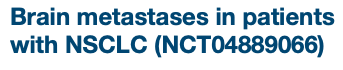 Brain metastases in patients
with NSCLC (NCT04889066)